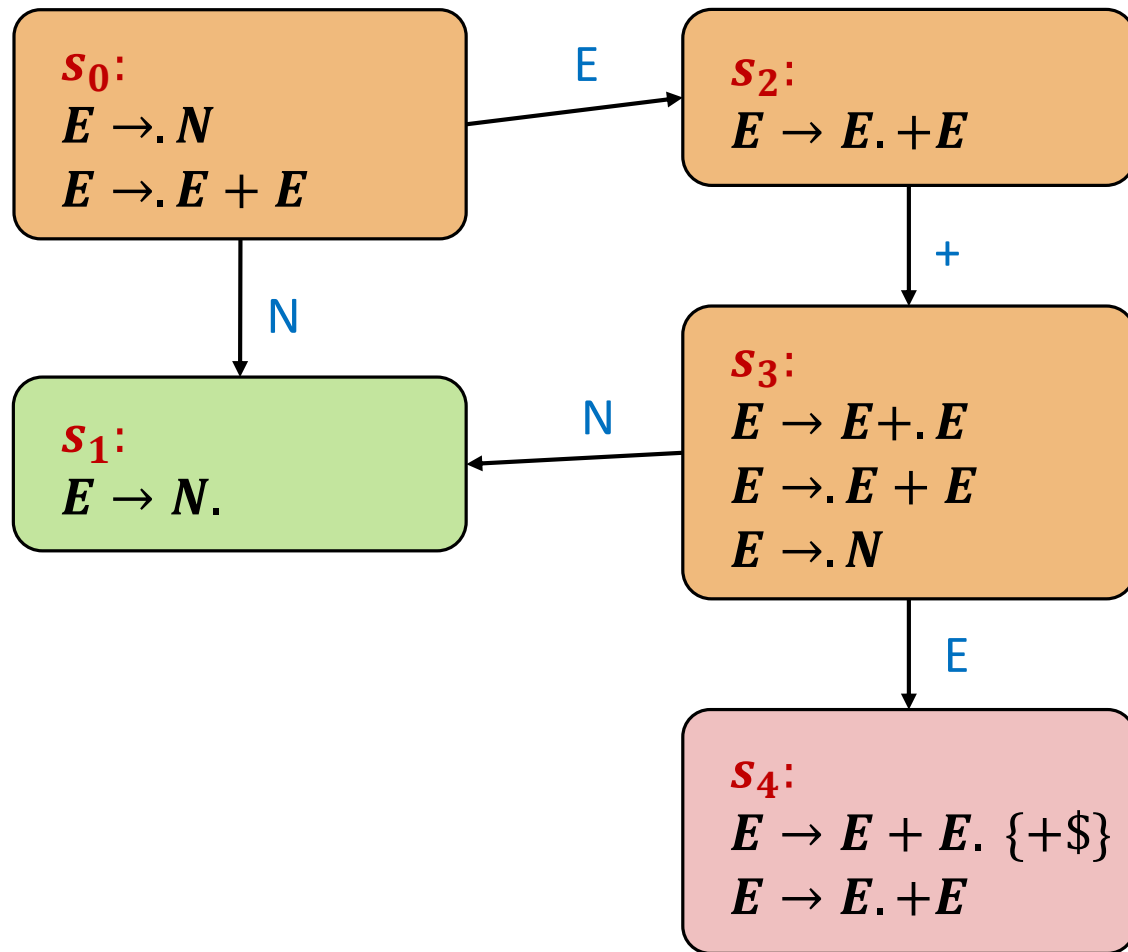 s₀:
E →. N
E →. E + E
E
s₂:
E → E. +E
+
N
s₁:
E → N.
N
s₃:
E → E+. E
E →. E + E
E →. N
E
s₄:
E → E + E. {+$}
E → E. +E